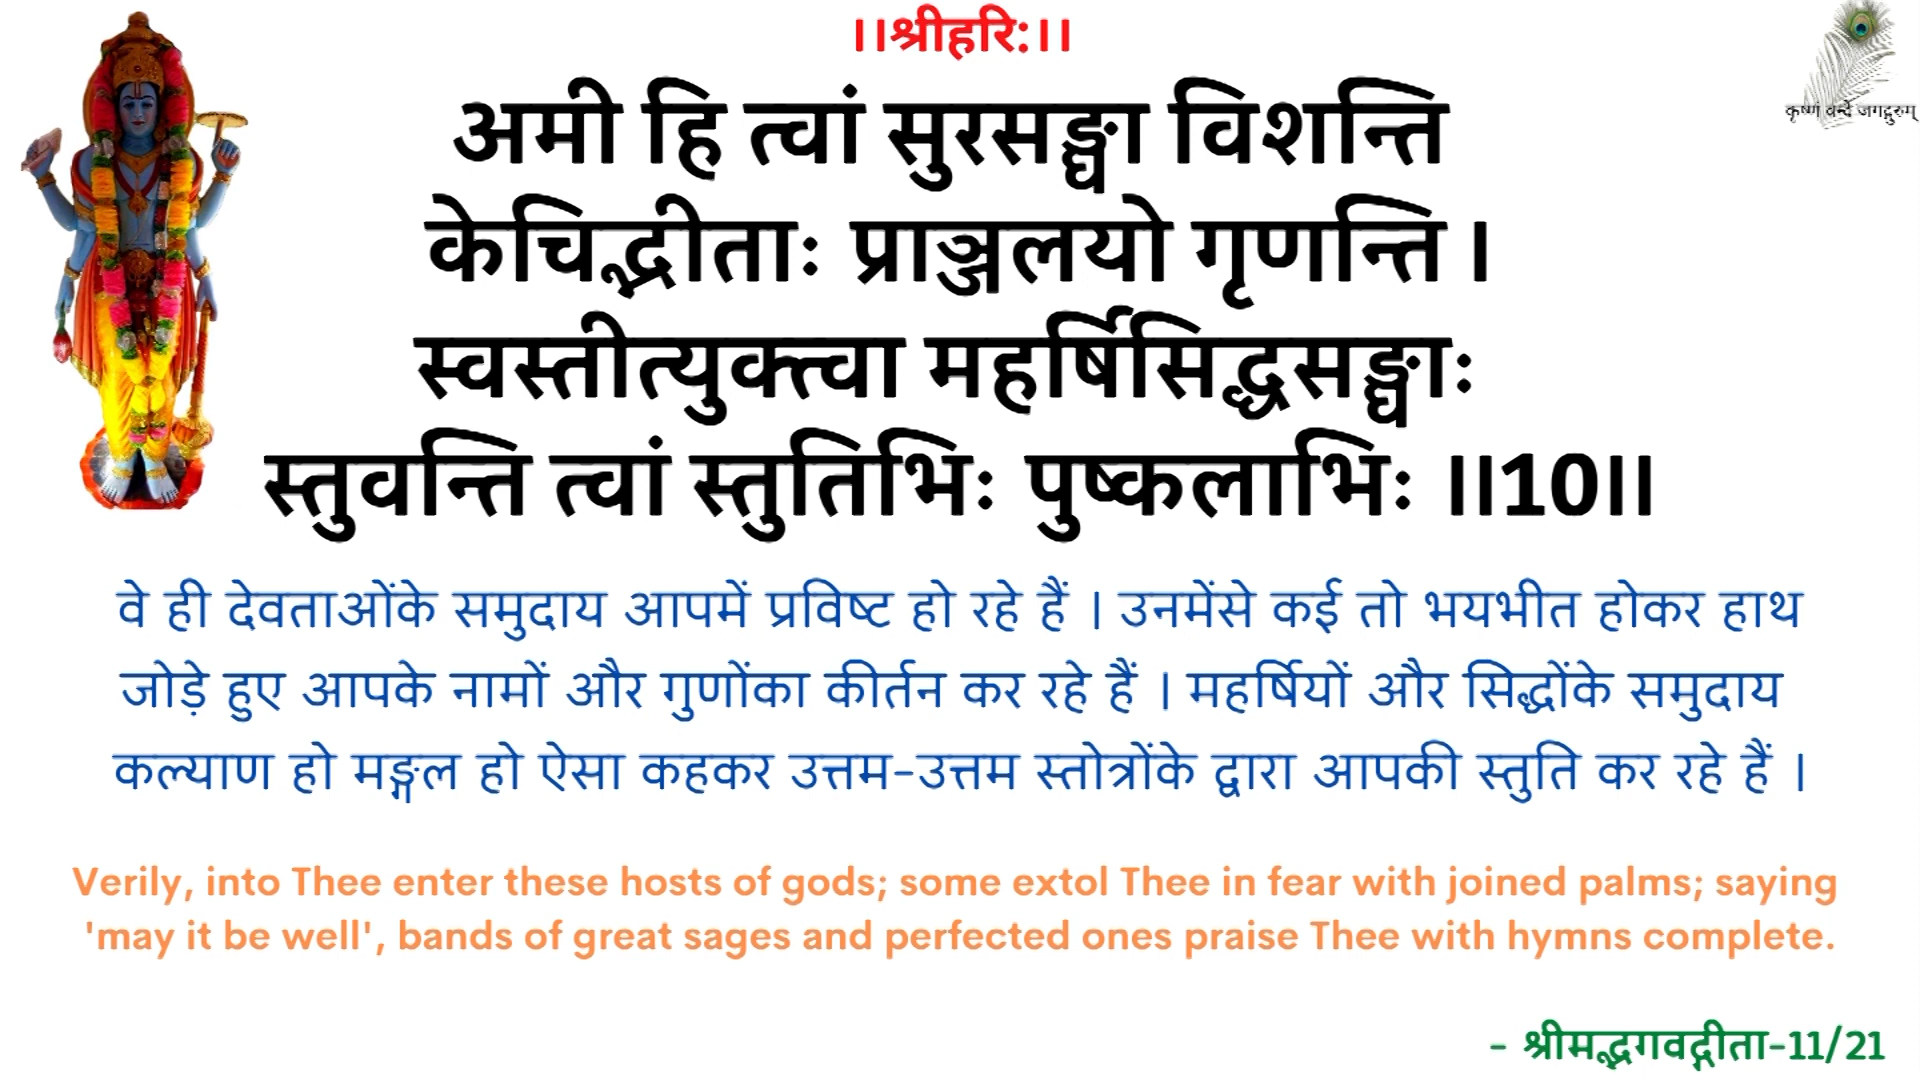 ।।श्रीहरि:।।
कृष्णं वन्दे जगद्गुरुम्
अमी हि त्वां सुरसङ्घा विशन्ति
केचिद्भीताः प्राञ्जलयो गृणन्ति ।
स्वस्तीत्युक्त्वा महर्षिसिद्धसङ्घाः
स्तुवन्ति त्वां स्तुतिभिः पुष्कलाभिः ।।10।।
वे ही देवताओंके समुदाय आपमें प्रविष्ट हो रहे हैं । उनमेंसे कई तो भयभीत होकर हाथ
जोड़े हुए आपके नामों और गुणोंका कीर्तन कर रहे हैं । महर्षियों और सिद्धोंके समुदाय
कल्याण हो मङ्गल हो ऐसा कहकर उत्तम-उत्तम स्तोत्रोंके द्वारा आपकी स्तुति कर रहे हैं ।
Verily, into Thee enter these hosts of gods; some extol Thee in fear with joined palms; saying
'may it be well', bands of great sages and perfected ones praise Thee with hymns complete.
- श्रीमद्भगवद्गीता-11/21